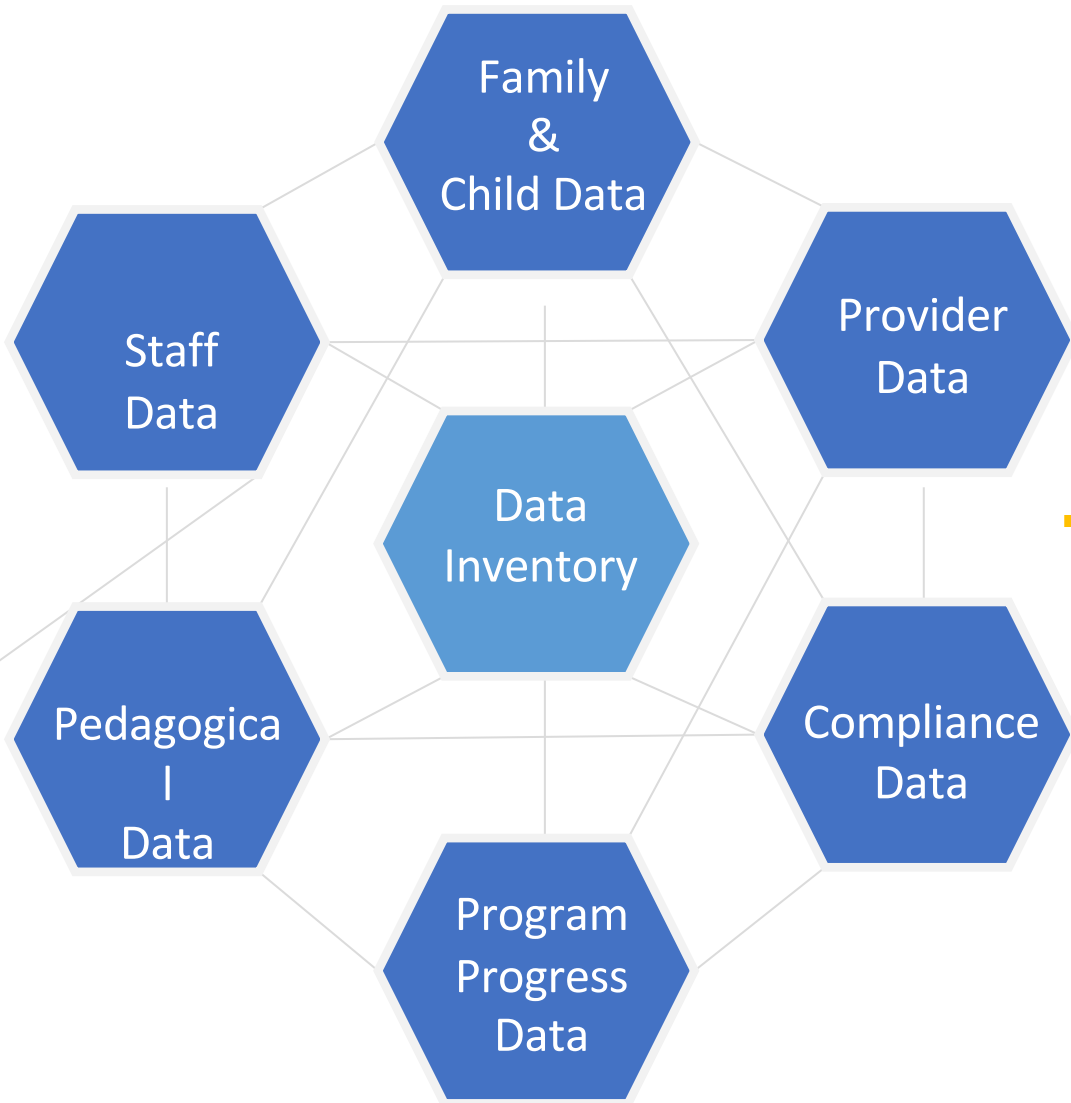 Family
&
Child Data
Provider
Data
Staff
Data
Data
Inventory
Pedagogica
l
Data
Compliance
Data
Program
Progress
Data